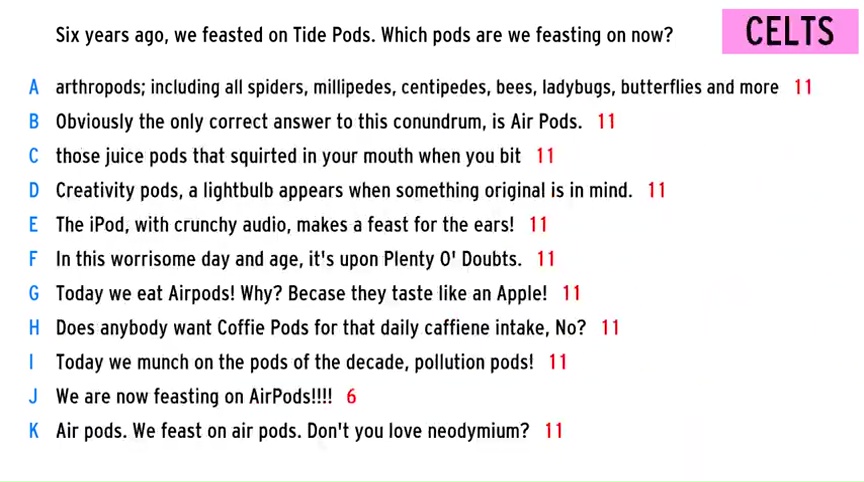 Six years ago, we feasted on Tide Pods. Which pods are we feasting on now?
CELTS
A arthropods; including all spiders, millipedes, centipedes, bees, ladybugs, butterflies and more 11
B Obviously the only correct answer to this conundrum, is Air Pods. 11
C those juice pods that squirted in your mouth when you bit 11
D Creativity pods, a lightbulb appears when something original is in mind. 11
E The iPod, with crunchy audio, makes a feast for the ears! 11
F In this worrisome day and age, it's upon Plenty O' Doubts. 11
G Today we eat Airpods! Why? Becase they taste like an Apple! 11
H Does anybody want Coffie Pods for that daily caffiene intake, No? 11
I Today we munch on the pods of the decade, pollution pods! 11
J We are now feasting on AirPods!!!! 6
K Air pods. We feast on air pods. Don't you love neodymium? 11